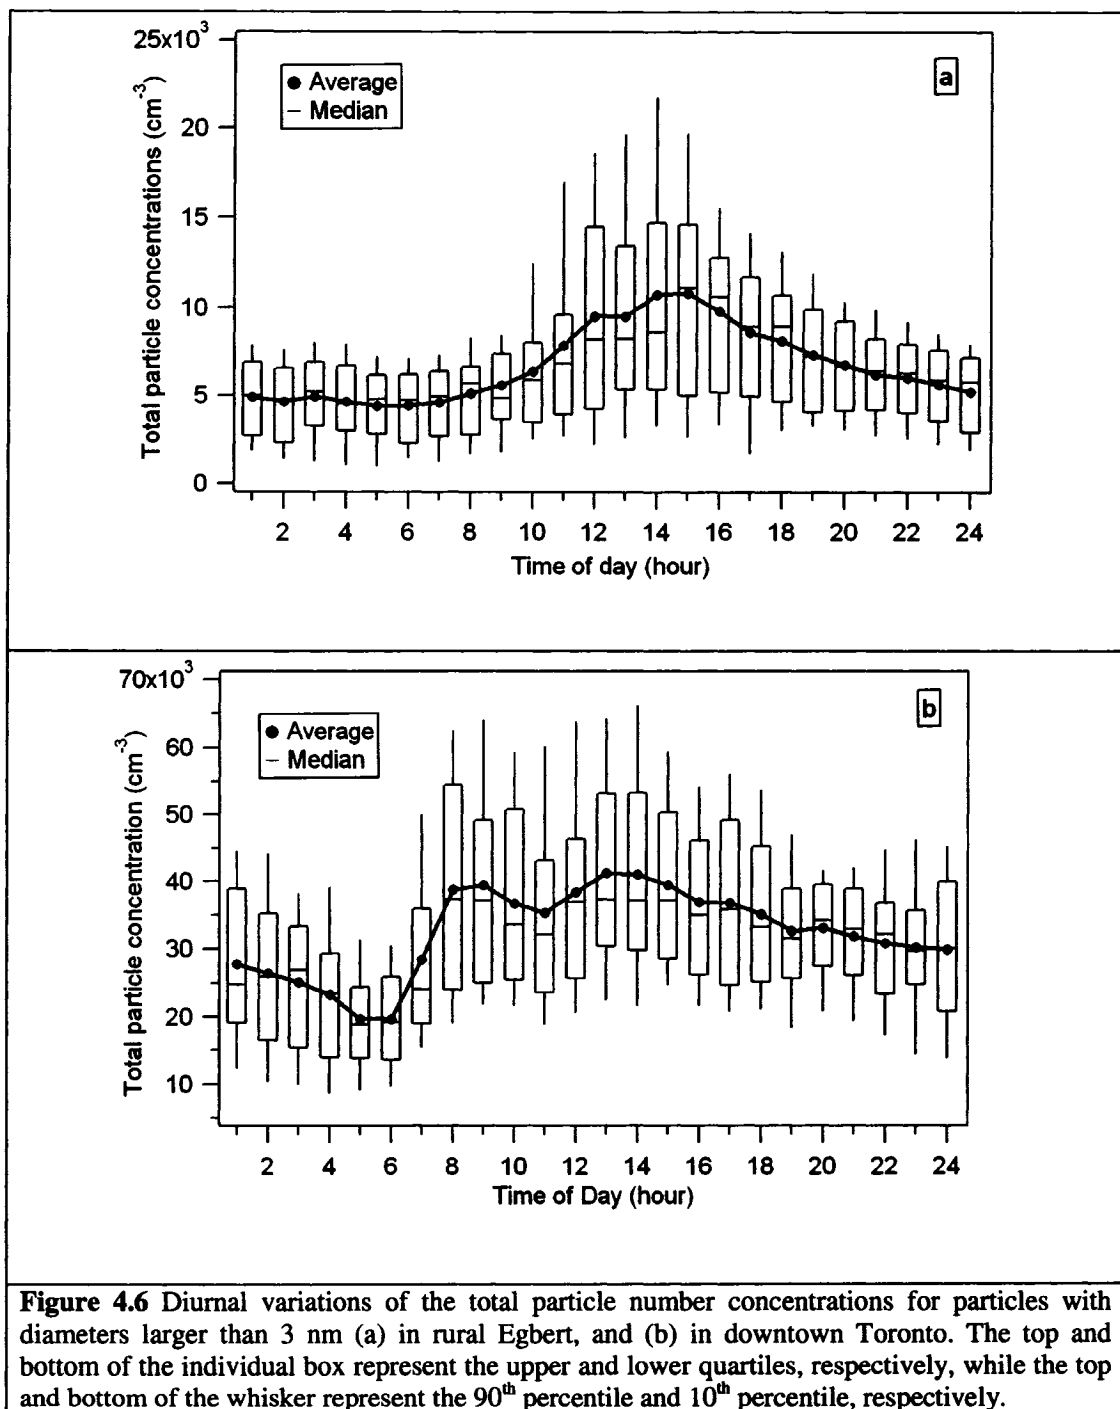 25x10³
a
Average
Median
20
15
10
5
0
Total particle concentrations (cm⁻³)
2 4 6 8 10 12 14 16 18 20 22 24
Time of day (hour)
70x10³
b
Average
Median
60
50
40
30
20
10
Total particle concentration (cm⁻³)
2 4 6 8 10 12 14 16 18 20 22 24
Time of Day (hour)
Figure 4.6 Diurnal variations of the total particle number concentrations for particles with
diameters larger than 3 nm (a) in rural Egbert, and (b) in downtown Toronto. The top and
bottom of the individual box represent the upper and lower quartiles, respectively, while the top
and bottom of the whisker represent the 90th percentile and 10th percentile, respectively.